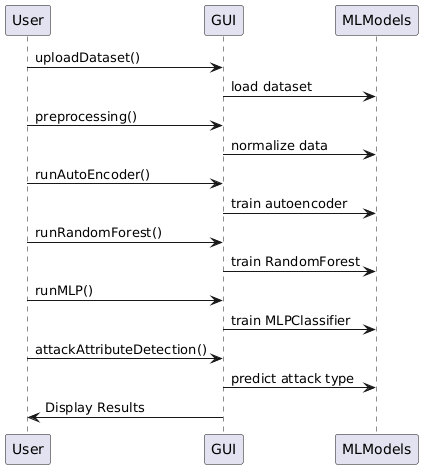 User GUI MLModels
uploadDataset()
load dataset
preprocessing()
normalize data
runAutoEncoder()
train autoencoder
runRandomForest()
train RandomForest
runMLP()
train MLPClassifier
attackAttributeDetection()
predict attack type
Display Results
User GUI MLModels